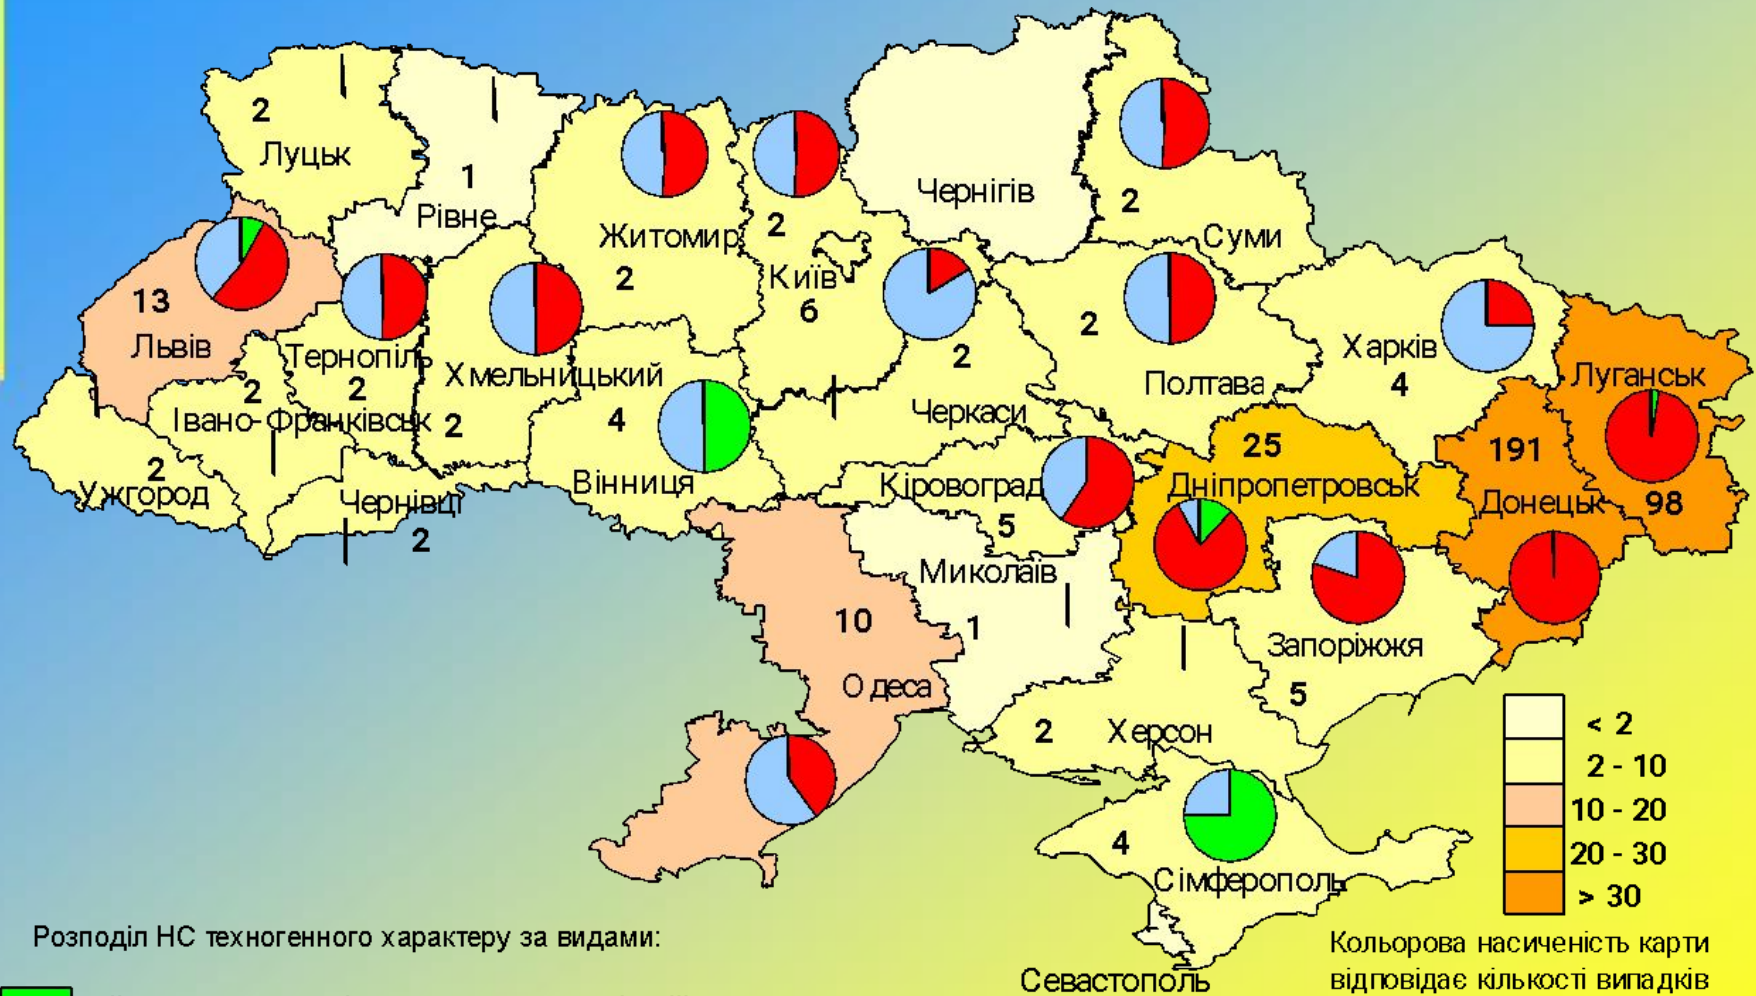 2
Луцьк
1
Рівне
Житомир
2
2
Київ
6
Чернігів
2
Суми
13
Львів
Тернопіль
2
2
Івано-Франківськ
Хмельницький
2
4
Вінниця
2
Черкаси
2
Полтава
Харків
4
Луганськ
98
191
Донецьк
25
Дніпропетровськ
2
Ужгород
Чернівці
2
Кіровоград
5
Миколаїв
1
10
Одеса
Запоріжжя
5
2
Херсон
4
Сімферополь
Севастополь
< 2
2 - 10
10 - 20
20 - 30
> 30
Розподіл НС техногенного характеру за видами:
Кольорова насиченість карти
відповідає кількості випадків